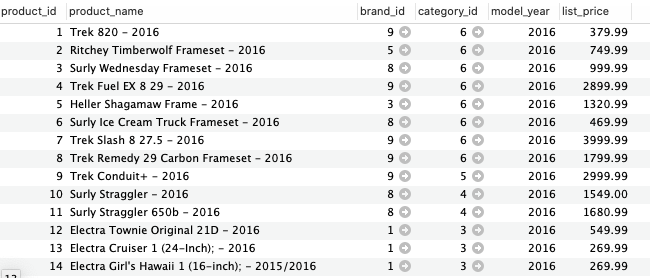 product_id product_name brand_id category_id model_year list_price
1 Trek 820 - 2016 9 6 2016 379.99
2 Ritchey Timberwolf Frameset - 2016 5 6 2016 749.99
3 Surly Wednesday Frameset - 2016 8 6 2016 999.99
4 Trek Fuel EX 8 29 - 2016 9 6 2016 2899.99
5 Heller Shagamaw Frame - 2016 3 6 2016 1320.99
6 Surly Ice Cream Truck Frameset - 2016 8 6 2016 469.99
7 Trek Slash 8 27.5 - 2016 9 6 2016 3999.99
8 Trek Remedy 29 Carbon Frameset - 2016 9 6 2016 1799.99
9 Trek Conduit+ - 2016 9 5 2016 2999.99
10 Surly Straggler - 2016 8 4 2016 1549.00
11 Surly Straggler 650b - 2016 8 4 2016 1680.99
12 Electra Townie Original 21D - 2016 1 3 2016 549.99
13 Electra Cruiser 1 (24-Inch); - 2016 1 3 2016 269.99
14 Electra Girl's Hawaii 1 (16-inch); - 2015/2016 1 3 2016 269.99